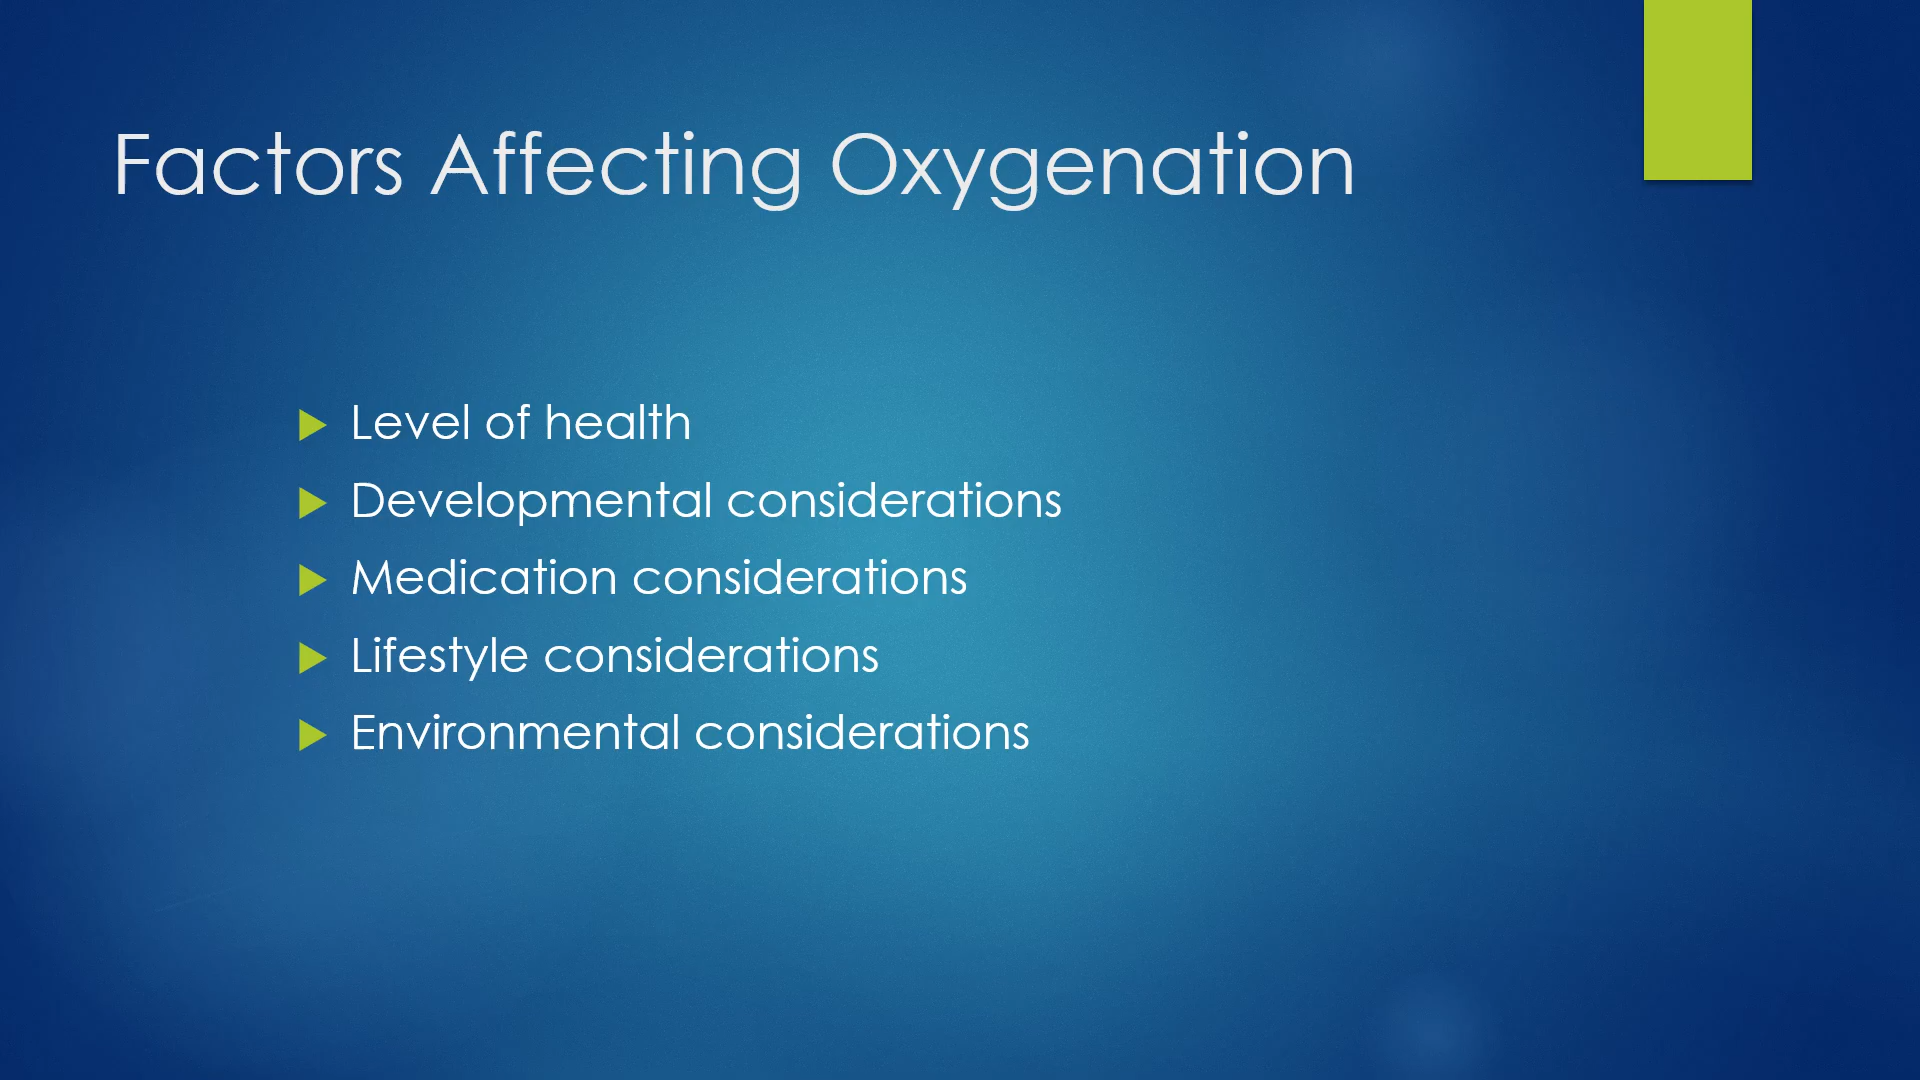 Factors Affecting Oxygenation
Level of health
Developmental considerations
Medication considerations
Lifestyle considerations
Environmental considerations